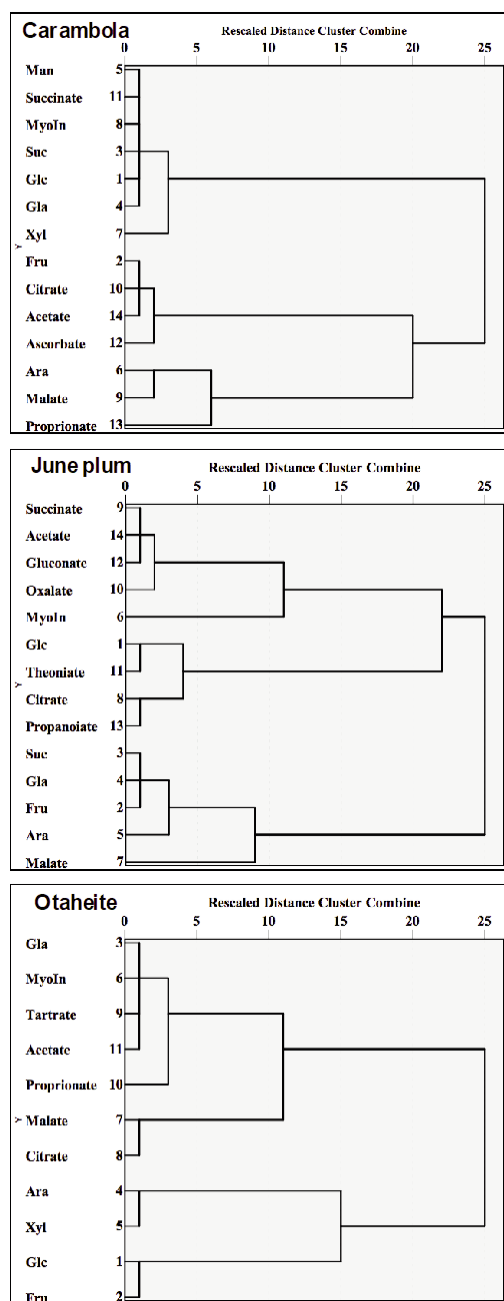 Carambola
Rescaled Distance Cluster Combine
0 5 10 15 20 25
Man 5
Succinate 11
MyoIn 8
Suc 3
Glc 1
Gla 4
Xyl 7
Y
Fru 2
Citrate 10
Acetate 14
Ascorbate 12
Ara 6
Malate 9
Proprionate 13
June plum
Rescaled Distance Cluster Combine
0 5 10 15 20 25
Succinate 9
Acetate 14
Gluconate 12
Oxalate 10
MyoIn 6
Glc 1
Theoniate 11
Y
Citrate 8
Propanoiate 13
Suc 3
Gla 4
Fru 2
Ara 5
Malate 7
Otaheite
Rescaled Distance Cluster Combine
0 5 10 15 20 25
Gla 3
MyoIn 6
Tartrate 9
Acetate 11
Proprionate 10
Y Malate 7
Citrate 8
Ara 4
Xyl 5
Glc 1
Fru 2